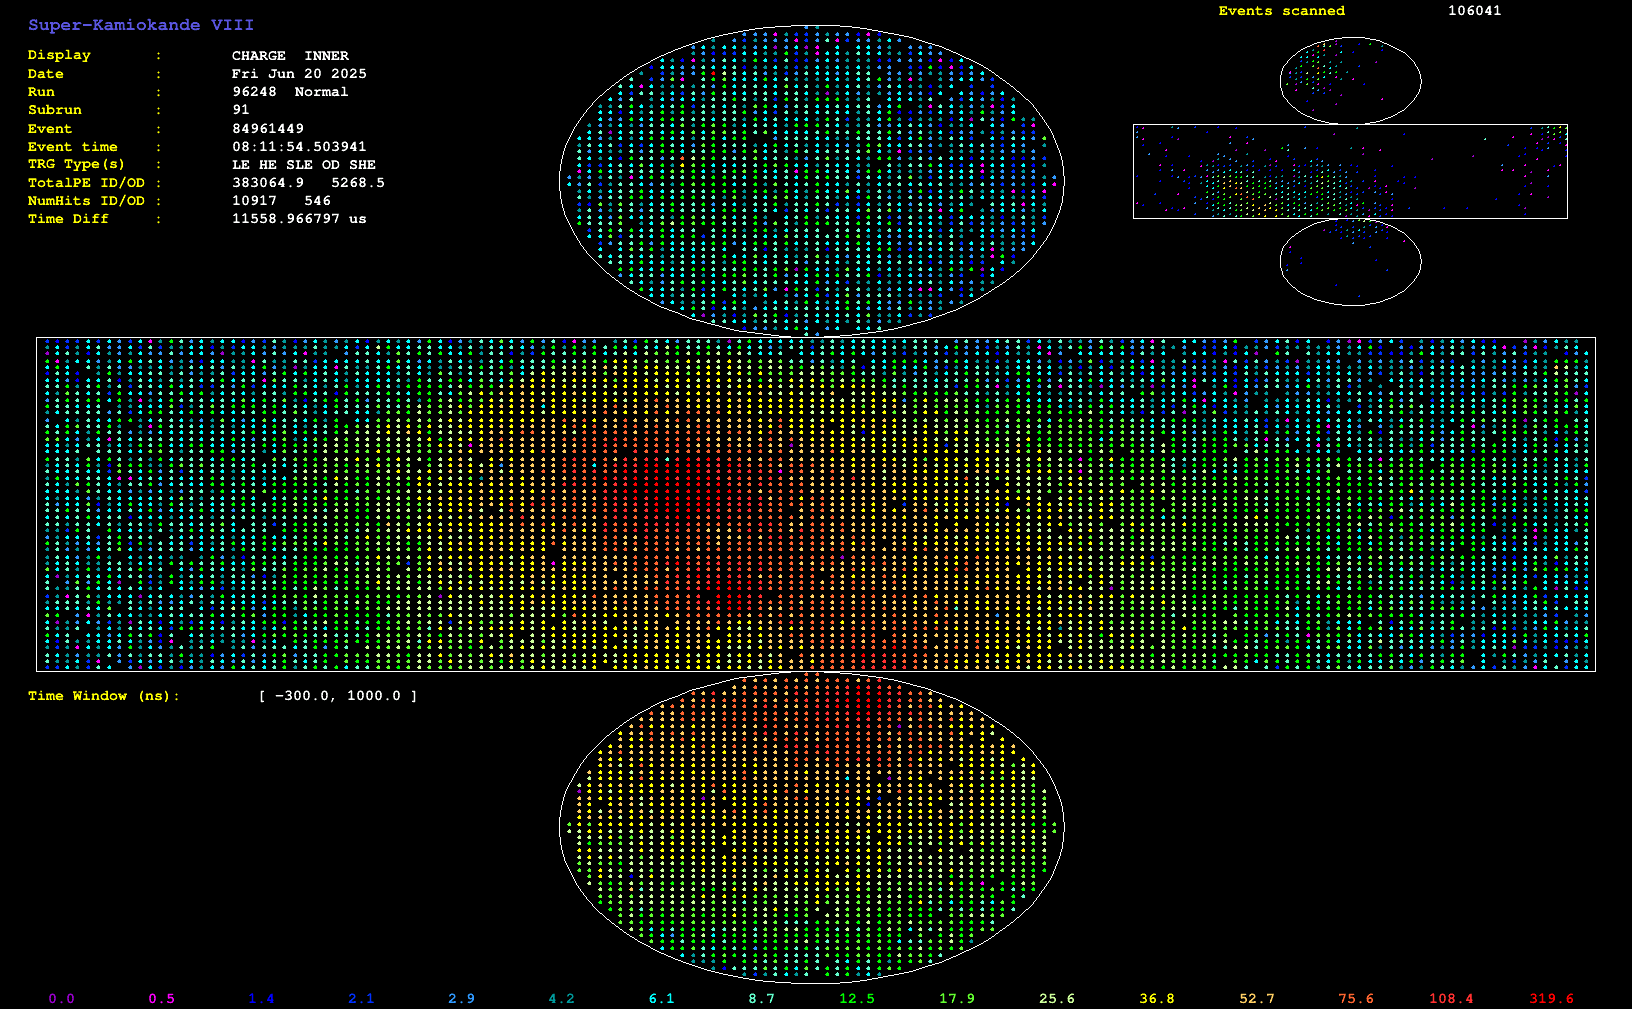 Super-Kamiokande VIII
Events scanned 106041
Display : CHARGE INNER
Date : Fri Jun 20 2025
Run : 96248 Normal
Subrun : 91
Event : 84961449
Event time : 08:11:54.503941
TRG Type(s) : LE HE SLE OD SHE
TotalPE ID/OD : 383064.9 5268.5
NumHits ID/OD : 10917 546
Time Diff : 11558.966797 us
Time Window (ns): [ -300.0, 1000.0 ]
0.0 0.5 1.4 2.1 2.9 4.2 6.1 8.7 12.5 17.9 25.6 36.8 52.7 75.6 108.4 319.6